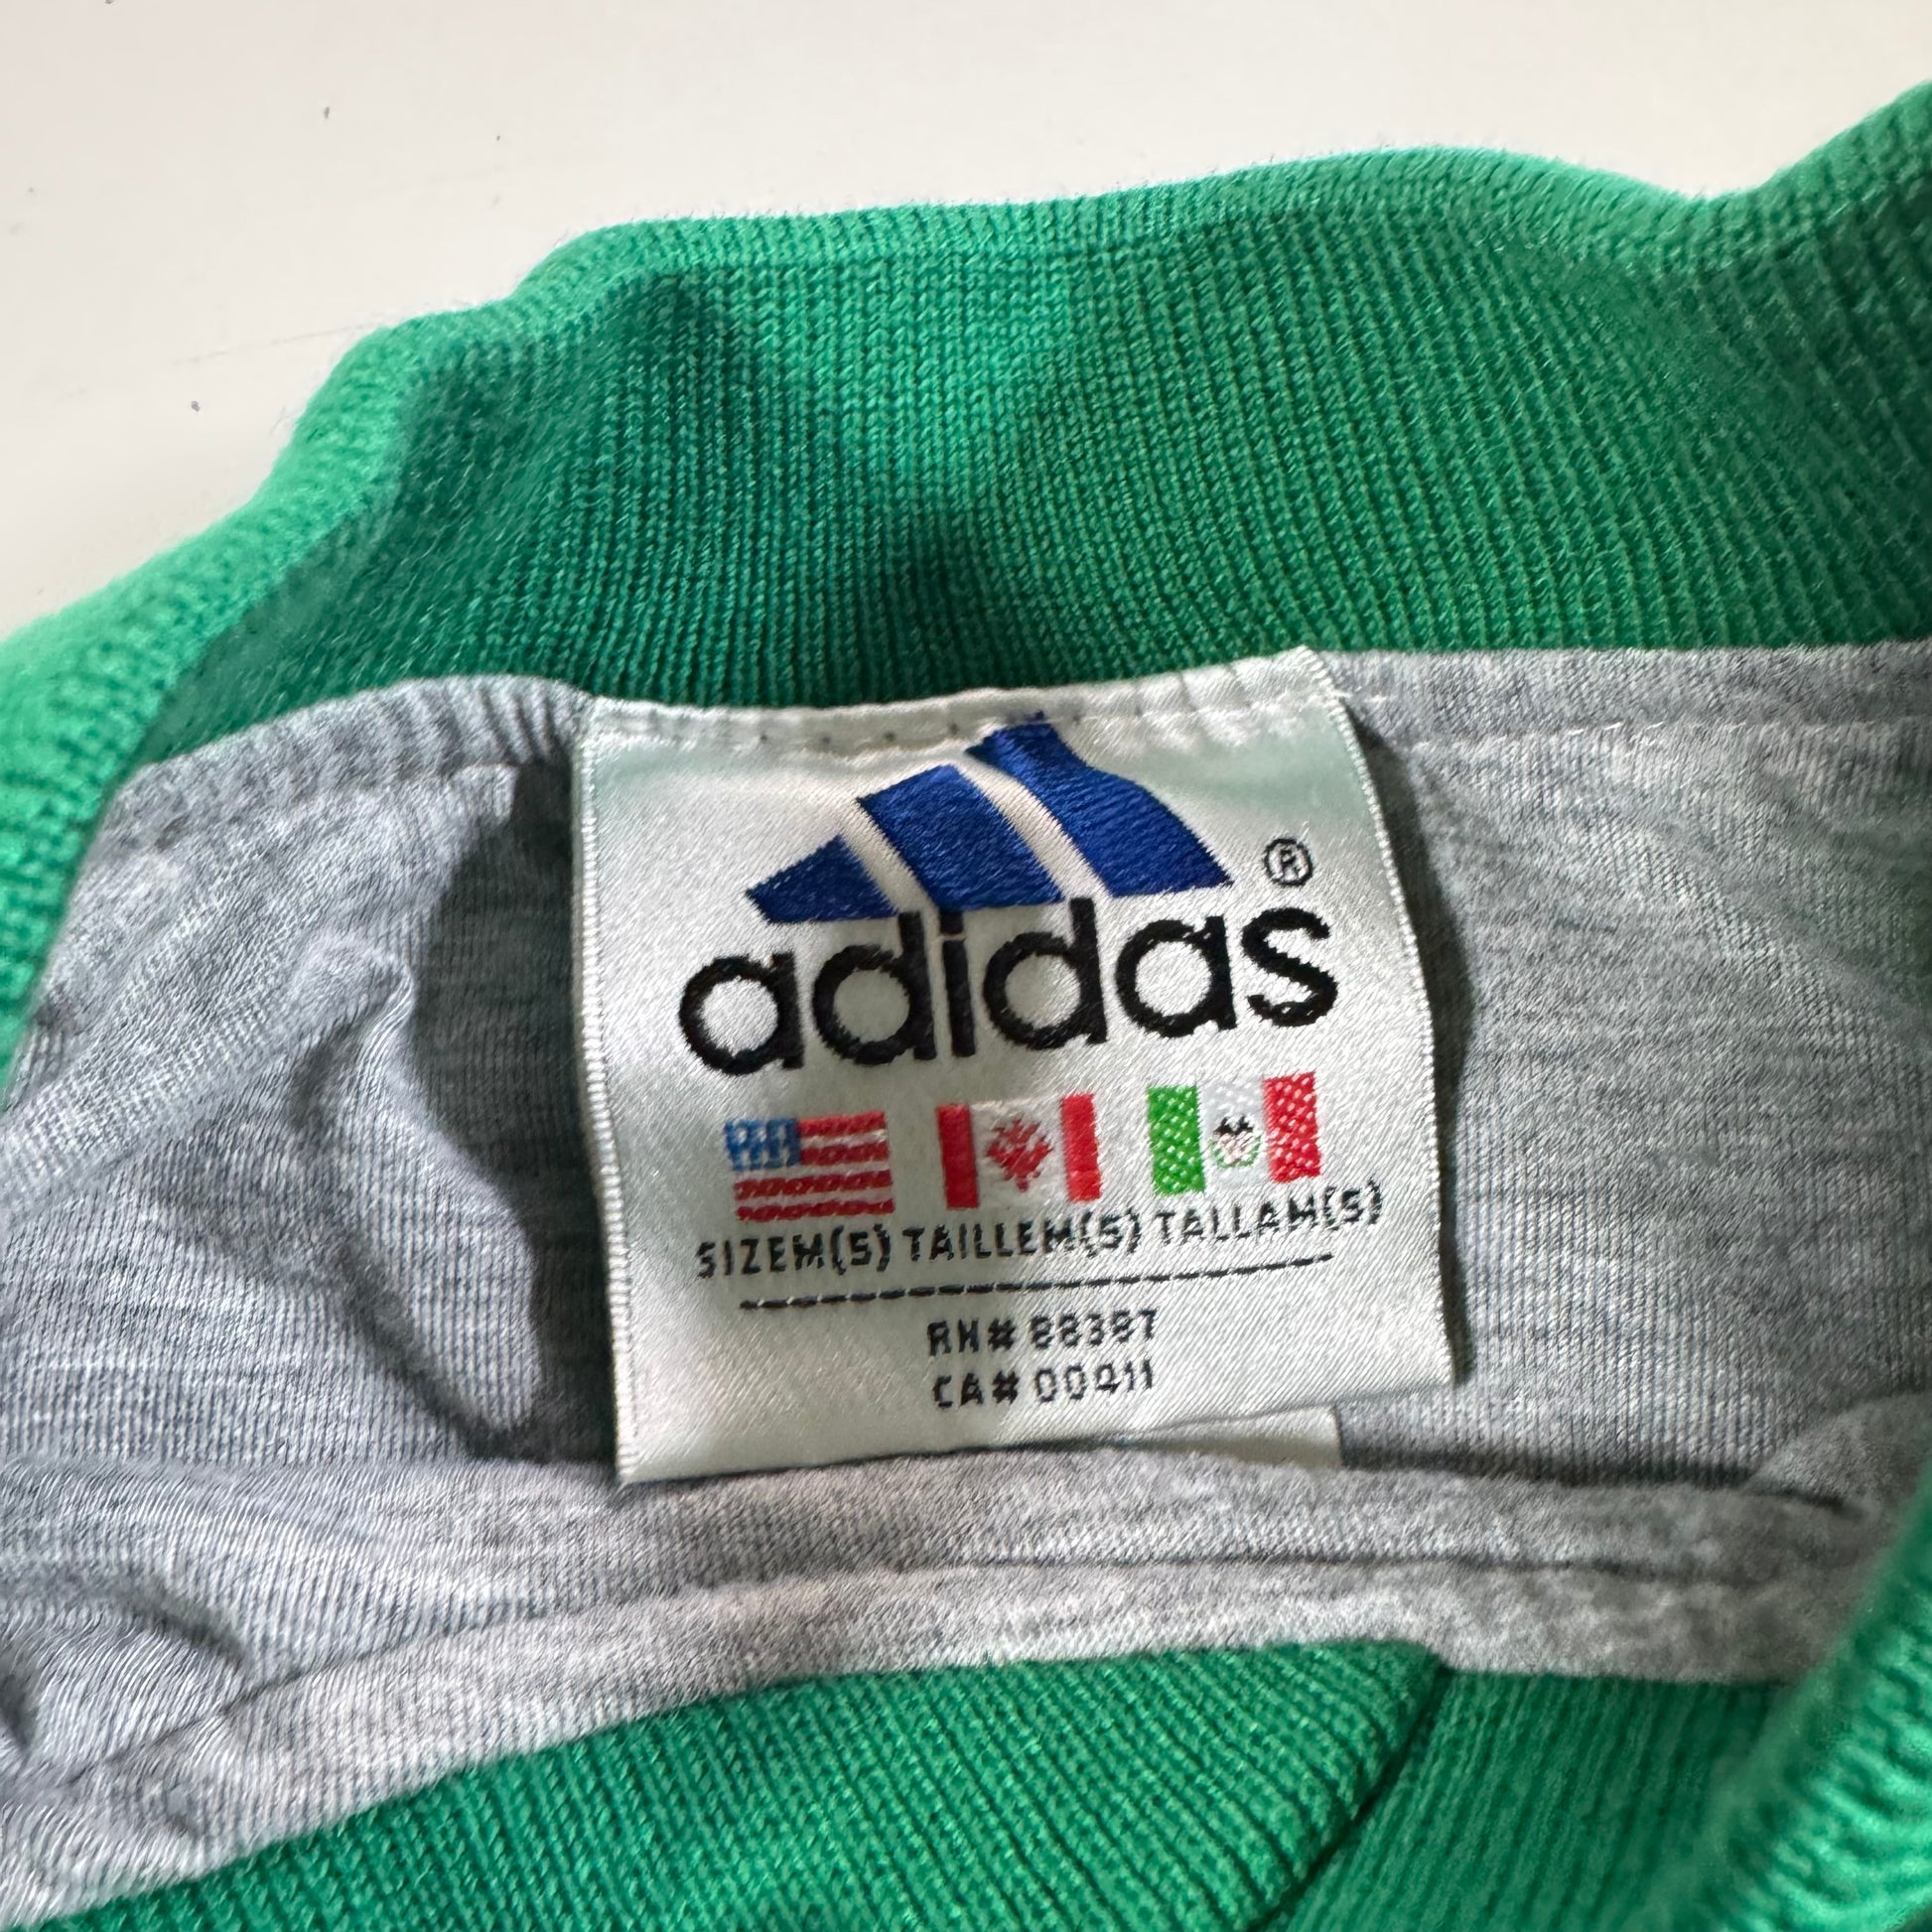 ®
adidas
SIZEM(S) TAILLEM(S) TALLAM(S)
RN# 88387
CA# 00411